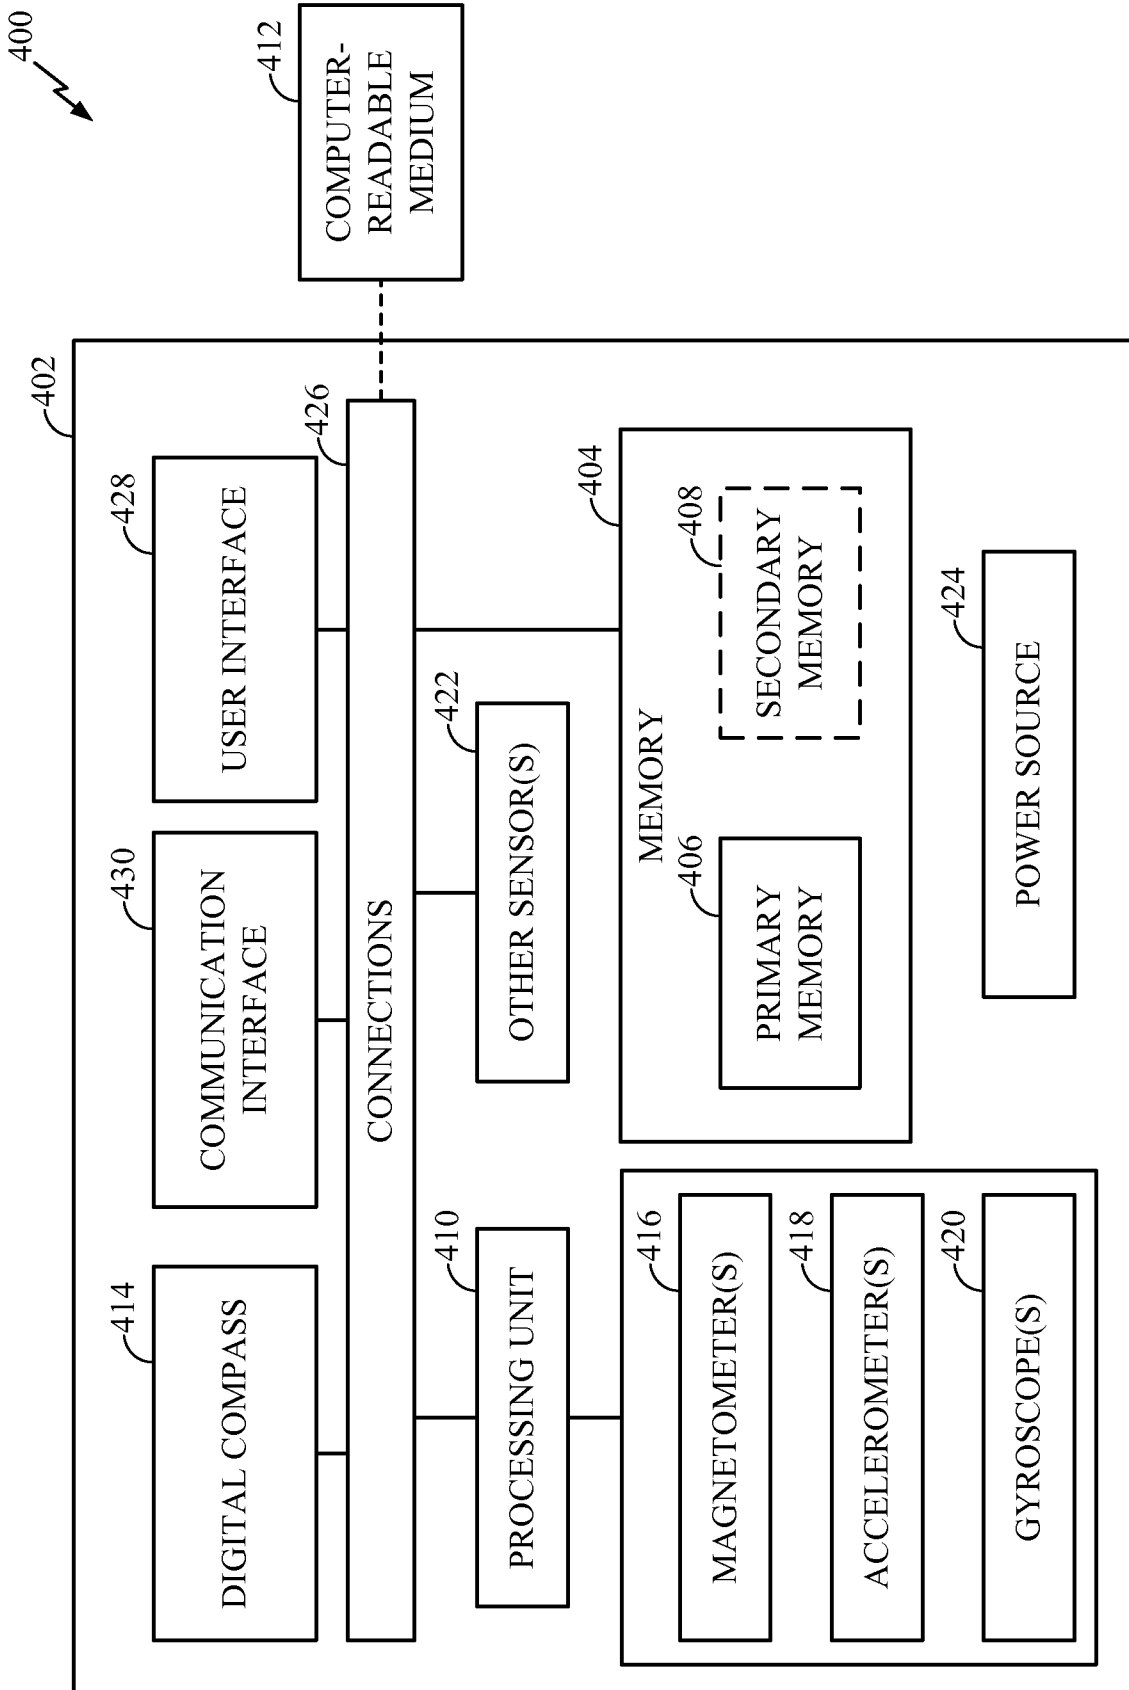 400
402
414
DIGITAL COMPASS
430
COMMUNICATION
INTERFACE
428
USER INTERFACE
426
CONNECTIONS
412
COMPUTER-
READABLE
MEDIUM
410
PROCESSING UNIT
422
OTHER SENSOR(S)
416
MAGNETOMETER(S)
418
ACCELEROMETER(S)
420
GYROSCOPE(S)
404
MEMORY
406
PRIMARY
MEMORY
408
SECONDARY
MEMORY
424
POWER SOURCE